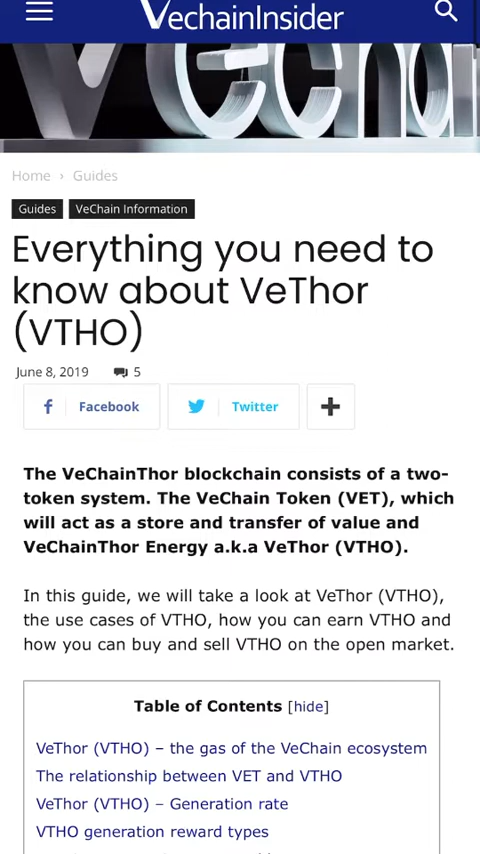 VechainInsider
Vechai
Home › Guides
Guides VeChain Information
Everything you need to
know about VeThor
(VTHO)
June 8, 2019 5
Facebook Twitter +
The VeChainThor blockchain consists of a two-
token system. The VeChain Token (VET), which
will act as a store and transfer of value and
VeChainThor Energy a.k.a VeThor (VTHO).
In this guide, we will take a look at VeThor (VTHO),
the use cases of VTHO, how you can earn VTHO and
how you can buy and sell VTHO on the open market.
Table of Contents [hide]
VeThor (VTHO) – the gas of the VeChain ecosystem
The relationship between VET and VTHO
VeThor (VTHO) – Generation rate
VTHO generation reward types